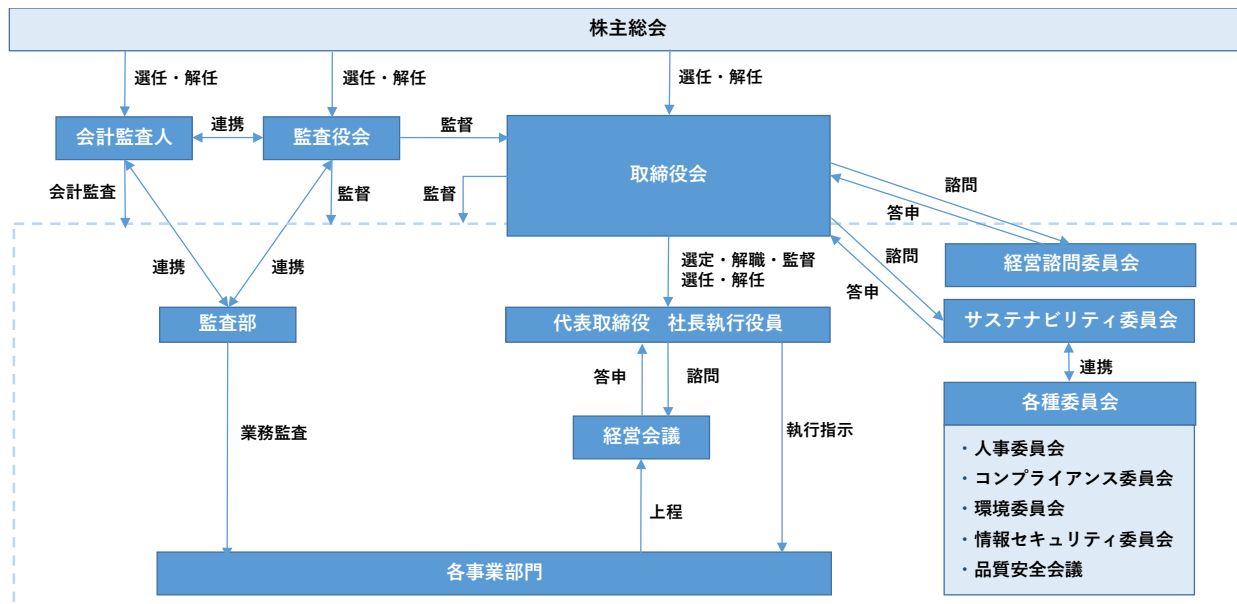 株主総会
選任・解任
選任・解任
選任・解任
会計監査人
連携
監査役会
監督
取締役会
会計監査
監督
監督
諮問
答申
連携
連携
選定・解職・監督
選任・解任
諮問
答申
経営諮問委員会
監査部
代表取締役　社長執行役員
サステナビリティ委員会
答申
諮問
連携
業務監査
経営会議
執行指示
各種委員会
・人事委員会
・コンプライアンス委員会
・環境委員会
・情報セキュリティ委員会
・品質安全会議
上程
各事業部門